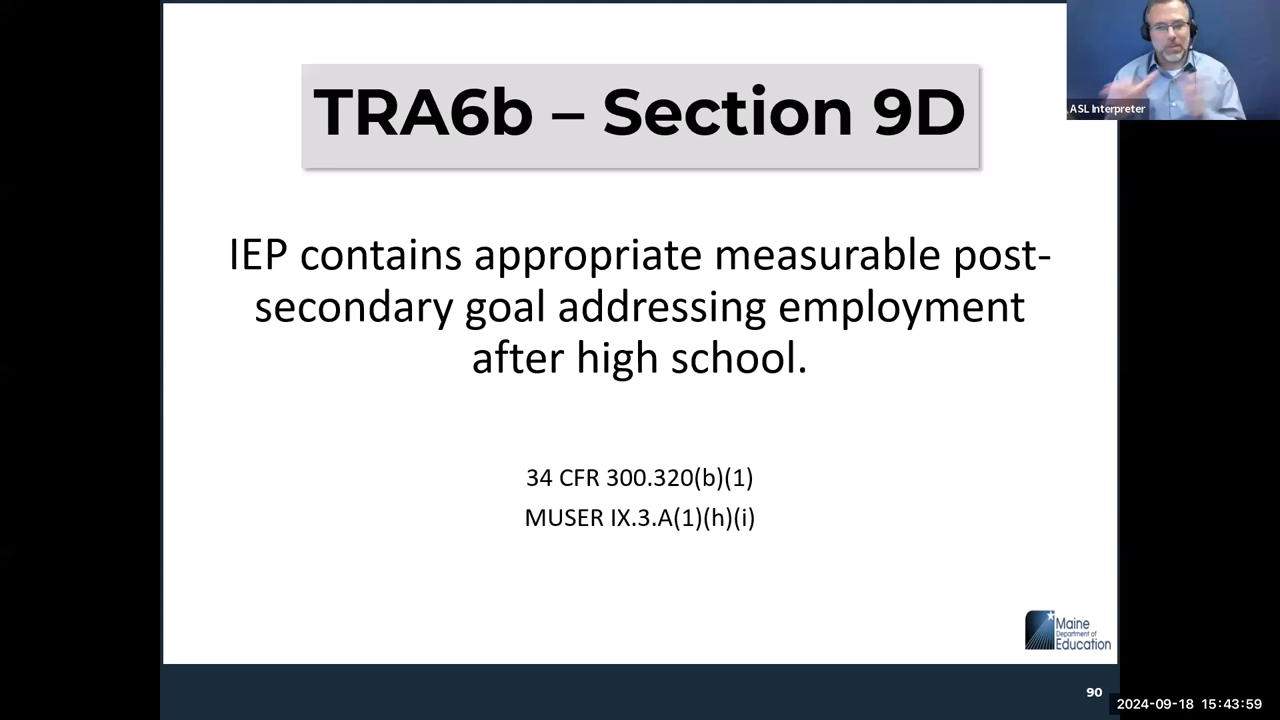 TRA6b – Section 9D
ASL Interpreter
IEP contains appropriate measurable post-
secondary goal addressing employment
after high school.
34 CFR 300.320(b)(1)
MUSER IX.3.A(1)(h)(i)
Maine
Department of
Education
90
2024-09-18 15:43:59